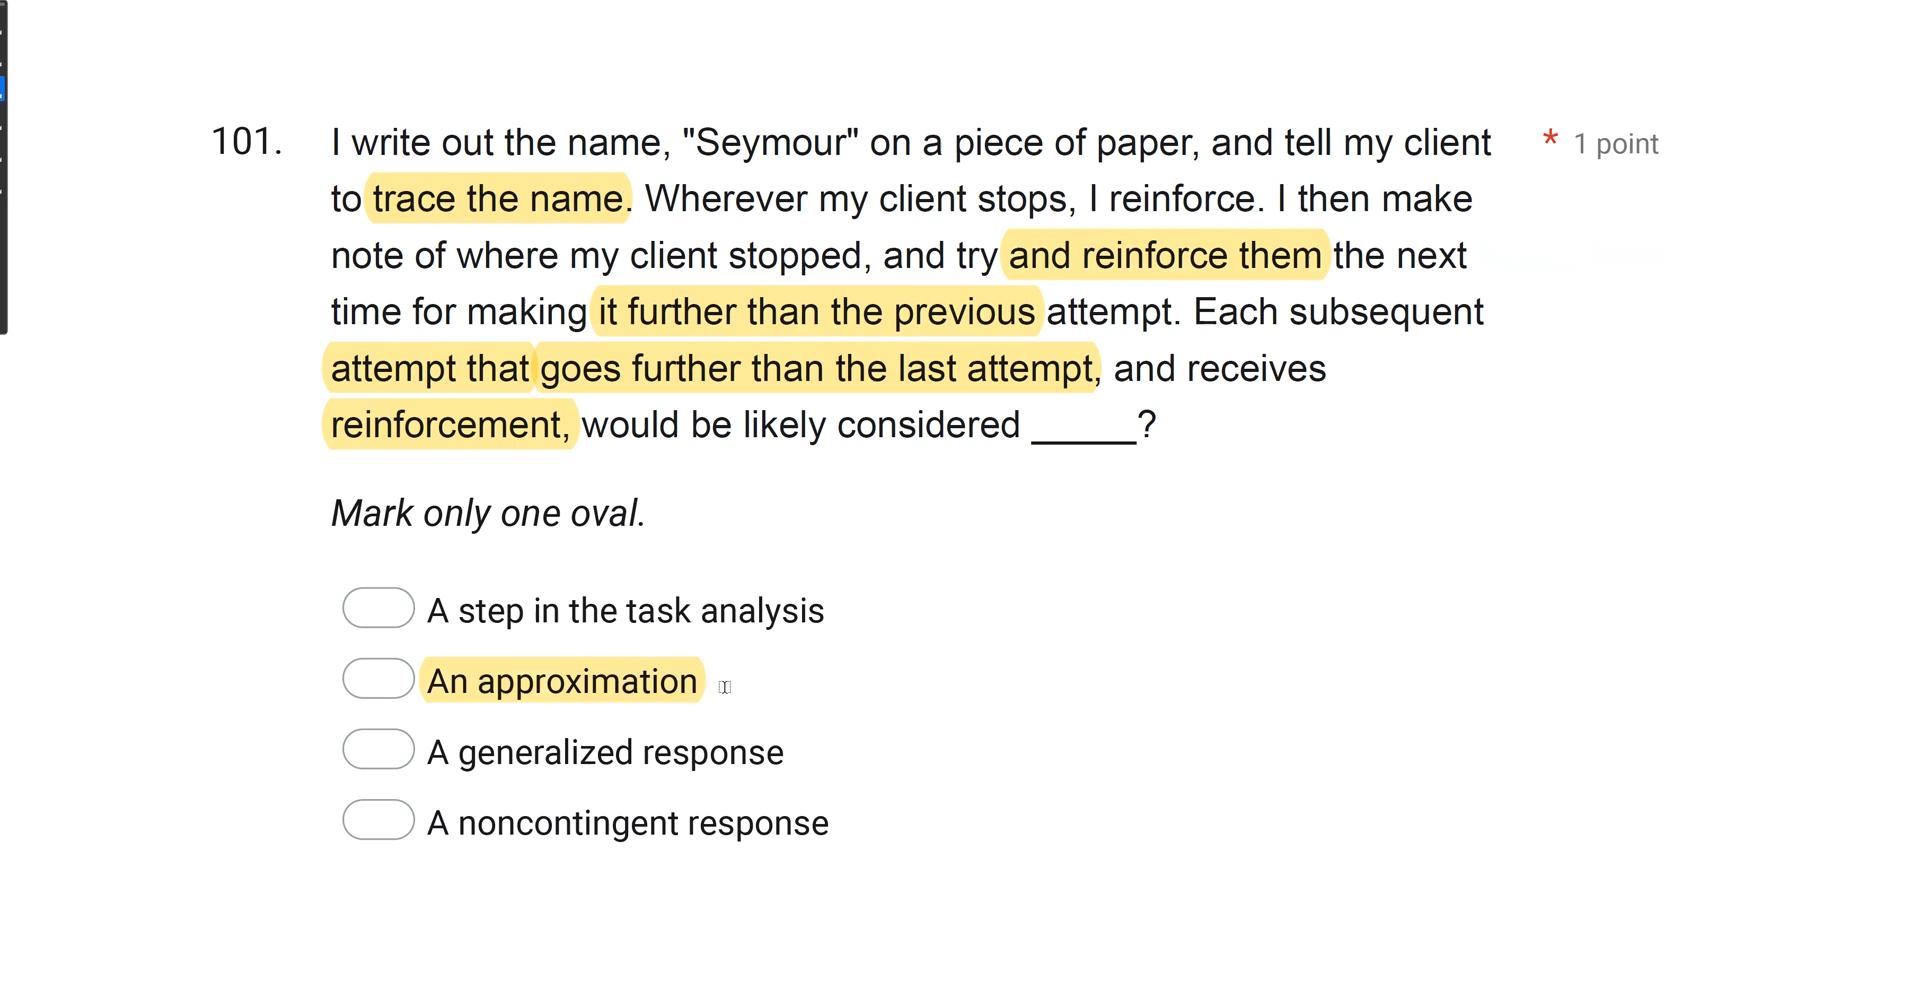 101. I write out the name, "Seymour" on a piece of paper, and tell my client * 1 point
to trace the name. Wherever my client stops, I reinforce. I then make
note of where my client stopped, and try and reinforce them the next
time for making it further than the previous attempt. Each subsequent
attempt that goes further than the last attempt, and receives
reinforcement, would be likely considered ______?
Mark only one oval.
A step in the task analysis
An approximation
A generalized response
A noncontingent response